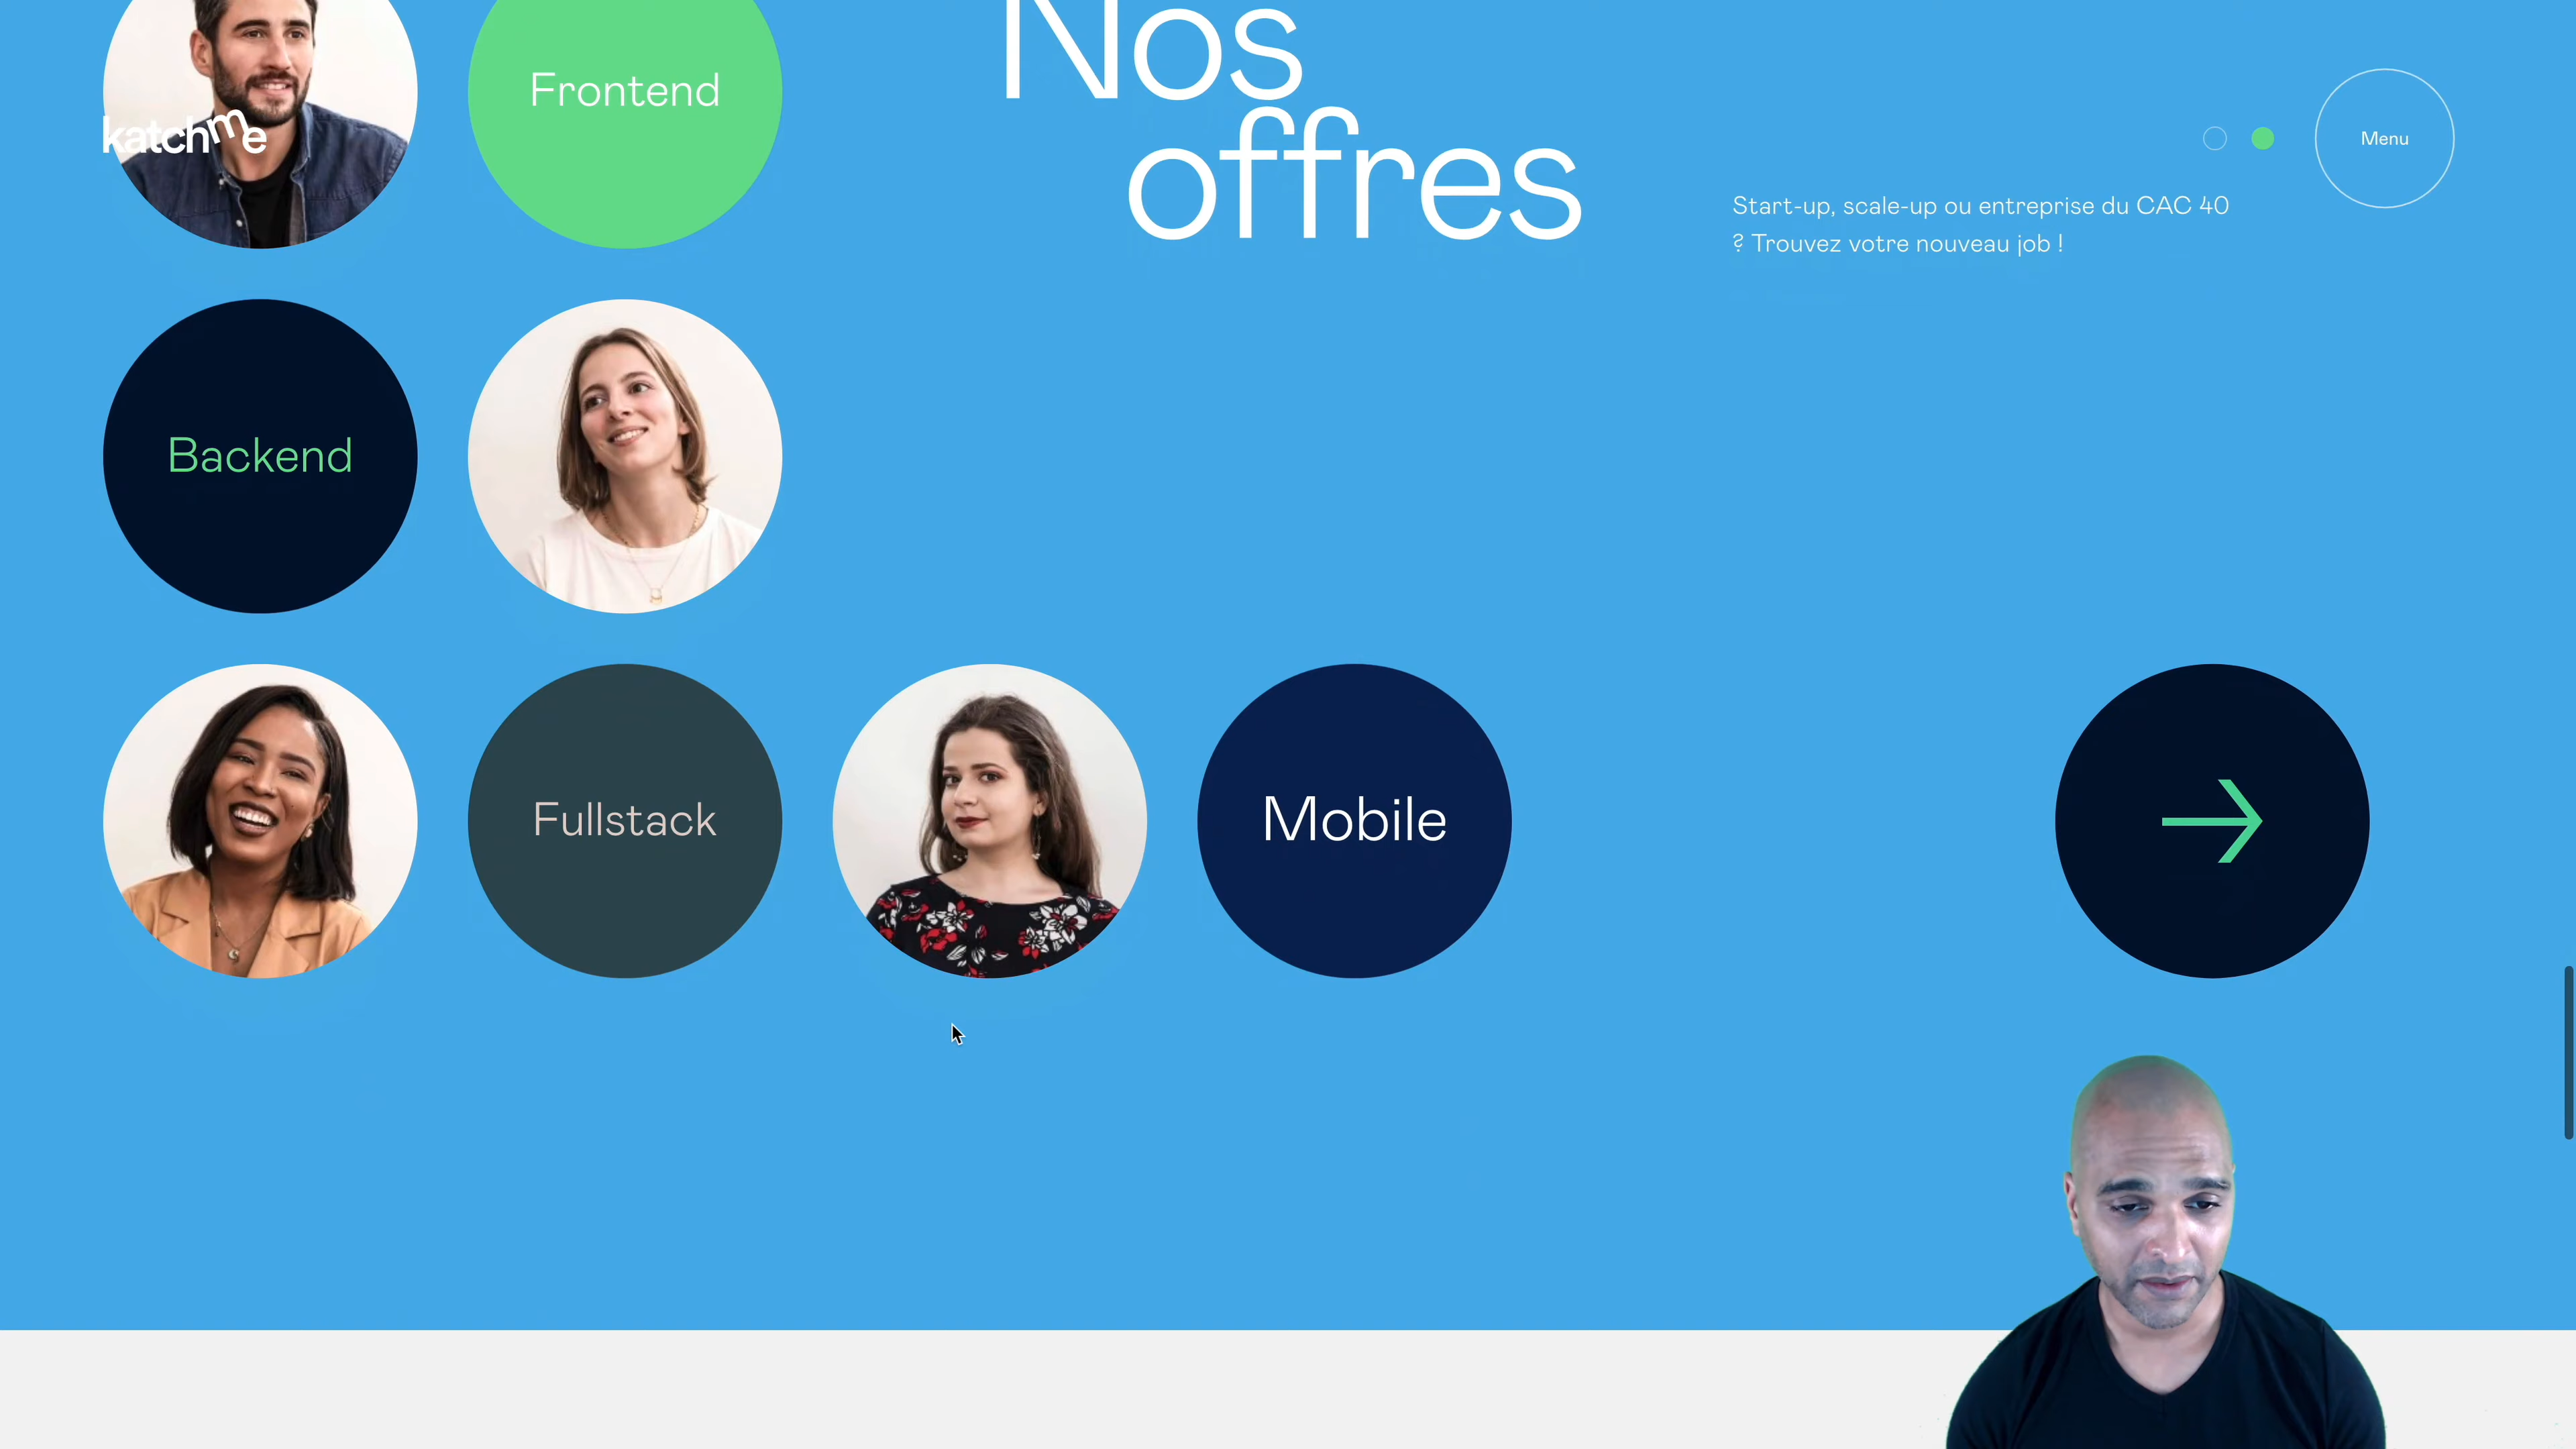 Nos
offres
Frontend
katchme
Menu
Start-up, scale-up ou entreprise du CAC 40
? Trouvez votre nouveau job !
Backend
Fullstack
Mobile